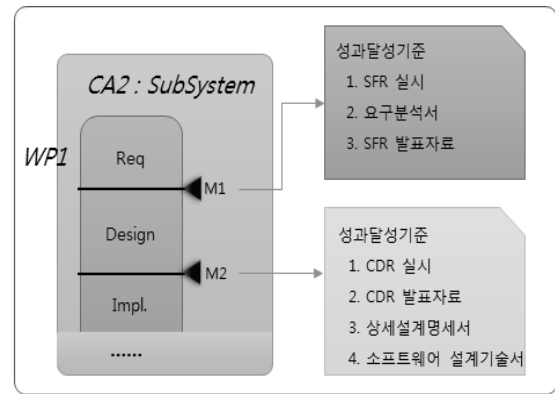 CA2 : SubSystem
WP1
Req
M1
Design
M2
Impl.
......
성과달성기준
1. SFR 실시
2. 요구분석서
3. SFR 발표자료
성과달성기준
1. CDR 실시
2. CDR 발표자료
3. 상세설계명세서
4. 소프트웨어 설계기술서